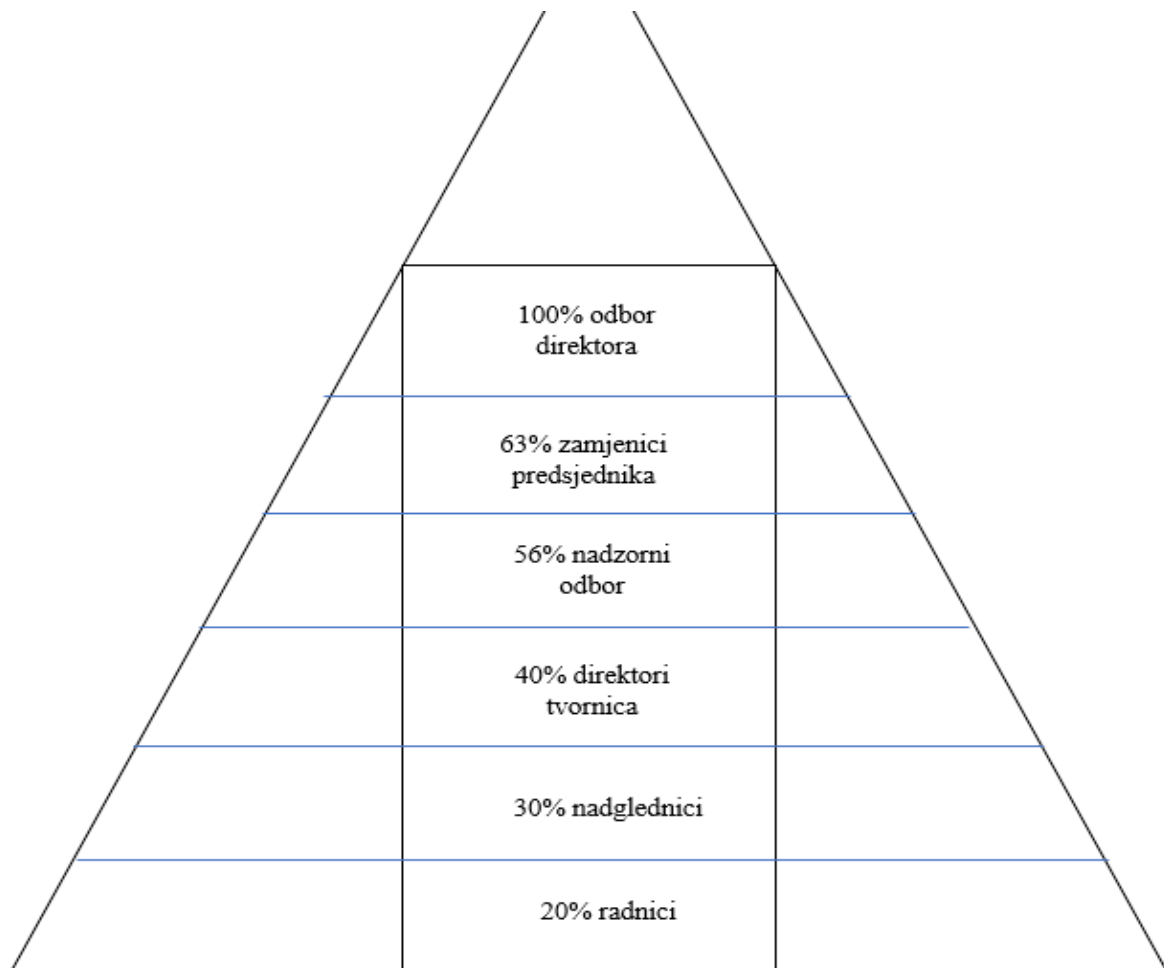 100% odbor
direktora
63% zamjenici
predsjednika
56% nadzorni
odbor
40% direktori
tvornica
30% nadglednici
20% radnici